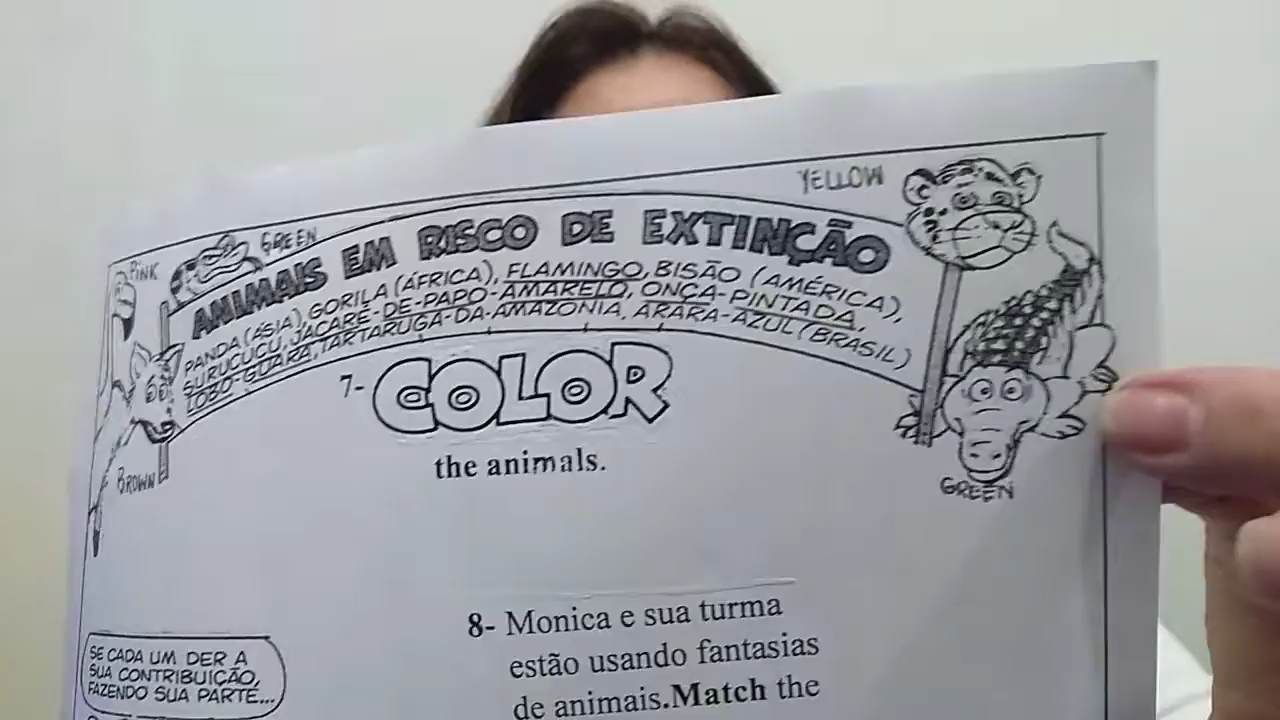 YELLOW
GREEN
PINK
ANIMAIS EM RISCO DE EXTINÇÃO
PANDA (ÁSIA), GORILA (ÁFRICA), FLAMINGO, BISÃO (AMÉRICA),
SURUCUCU, JACARÉ-DE-PAPO-AMARELO, ONÇA-PINTADA,
LOBO-GUARÁ, TARTARUGA-DA-AMAZÔNIA, ARARA-AZUL (BRASIL)
7- COLOR
the animals.
BROWN
GREEN
8- Monica e sua turma
estão usando fantasias
de animais.Match the
SE CADA UM DER A
SUA CONTRIBUIÇÃO,
FAZENDO SUA PARTE...